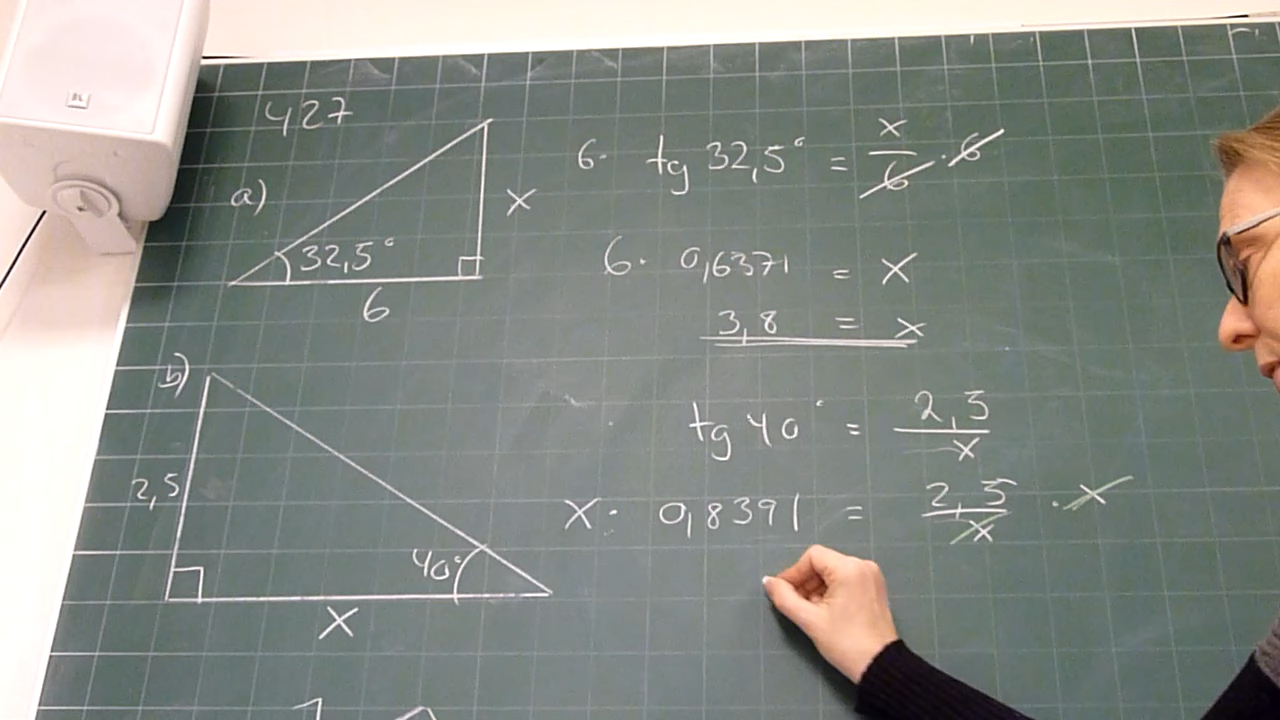 427
a)
32,5°
6
x
6· tg 32,5° = x/6 · 6
6· 0,6371 = x
3,8 = x
b)
2,5
40°
x
tg 40° = 2,5/x
x· 0,8391 = 2,5/x · x